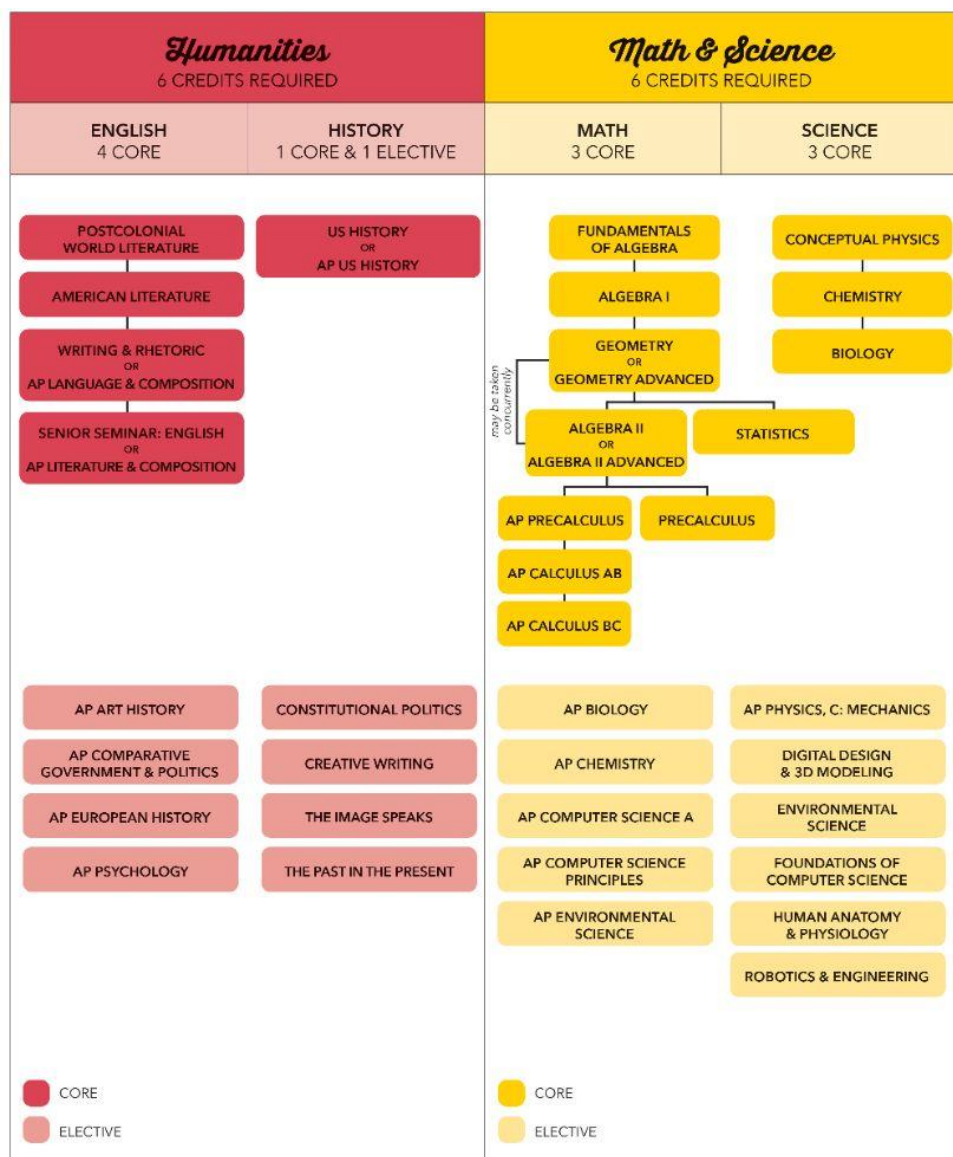 Humanities
6 CREDITS REQUIRED
ENGLISH
4 CORE
HISTORY
1 CORE & 1 ELECTIVE
POSTCOLONIAL
WORLD LITERATURE
AMERICAN LITERATURE
WRITING & RHETORIC
OR
AP LANGUAGE & COMPOSITION
SENIOR SEMINAR: ENGLISH
OR
AP LITERATURE & COMPOSITION
US HISTORY
OR
AP US HISTORY
AP ART HISTORY
AP COMPARATIVE
GOVERNMENT & POLITICS
AP EUROPEAN HISTORY
AP PSYCHOLOGY
CONSTITUTIONAL POLITICS
CREATIVE WRITING
THE IMAGE SPEAKS
THE PAST IN THE PRESENT
CORE
ELECTIVE
Math & Science
6 CREDITS REQUIRED
MATH
3 CORE
SCIENCE
3 CORE
FUNDAMENTALS
OF ALGEBRA
ALGEBRA I
GEOMETRY
OR
GEOMETRY ADVANCED
may be taken
concurrently
ALGEBRA II
OR
ALGEBRA II ADVANCED
STATISTICS
AP PRECALCULUS
PRECALCULUS
AP CALCULUS AB
AP CALCULUS BC
CONCEPTUAL PHYSICS
CHEMISTRY
BIOLOGY
AP BIOLOGY
AP CHEMISTRY
AP COMPUTER SCIENCE A
AP COMPUTER SCIENCE
PRINCIPLES
AP ENVIRONMENTAL
SCIENCE
AP PHYSICS, C: MECHANICS
DIGITAL DESIGN
& 3D MODELING
ENVIRONMENTAL
SCIENCE
FOUNDATIONS OF
COMPUTER SCIENCE
HUMAN ANATOMY
& PHYSIOLOGY
ROBOTICS & ENGINEERING
CORE
ELECTIVE